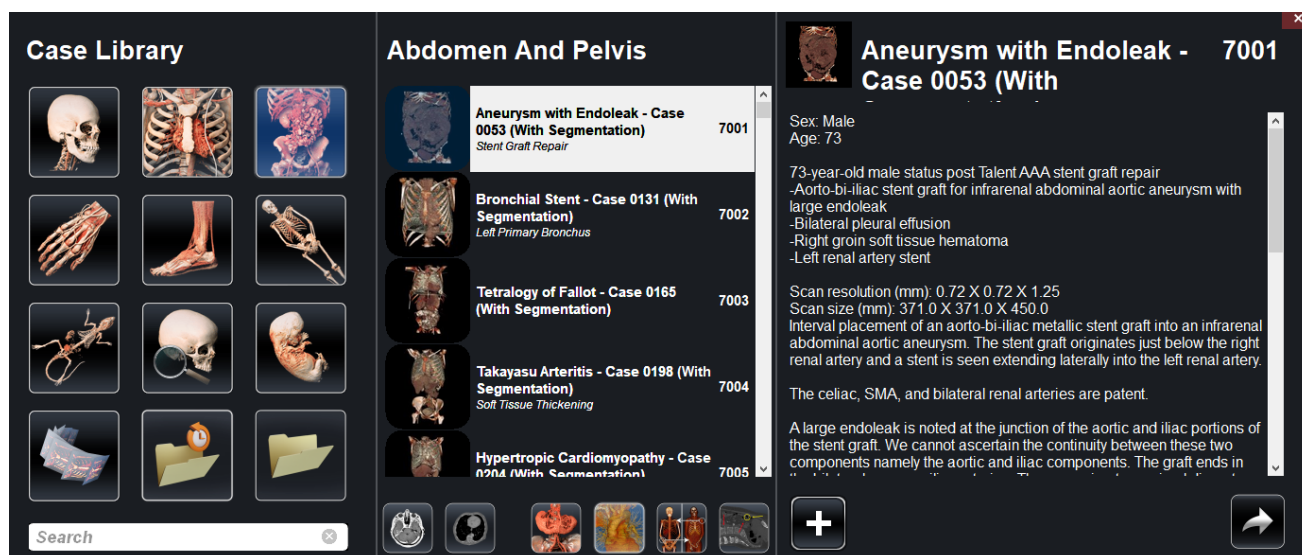 Case Library
Search
Abdomen And Pelvis
Aneurysm with Endoleak - Case
0053 (With Segmentation)
Stent Graft Repair
7001
Bronchial Stent - Case 0131 (With
Segmentation)
Left Primary Bronchus
7002
Tetralogy of Fallot - Case 0165
(With Segmentation)
7003
Takayasu Arteritis - Case 0198 (With
Segmentation)
Soft Tissue Thickening
7004
Hypertropic Cardiomyopathy - Case
0204 (With Segmentation)
7005
Aneurysm with Endoleak -
Case 0053 (With
7001
Sex: Male
Age: 73
73-year-old male status post Talent AAA stent graft repair
-Aorto-bi-iliac stent graft for infrarenal abdominal aortic aneurysm with
large endoleak
-Bilateral pleural effusion
-Right groin soft tissue hematoma
-Left renal artery stent
Scan resolution (mm): 0.72 X 0.72 X 1.25
Scan size (mm): 371.0 X 371.0 X 450.0
Interval placement of an aorto-bi-iliac metallic stent graft into an infrarenal
abdominal aortic aneurysm. The stent graft originates just below the right
renal artery and a stent is seen extending laterally into the left renal artery.
The celiac, SMA, and bilateral renal arteries are patent.
A large endoleak is noted at the junction of the aortic and iliac portions of
the stent graft. We cannot ascertain the continuity between these two
components namely the aortic and iliac components. The graft ends in